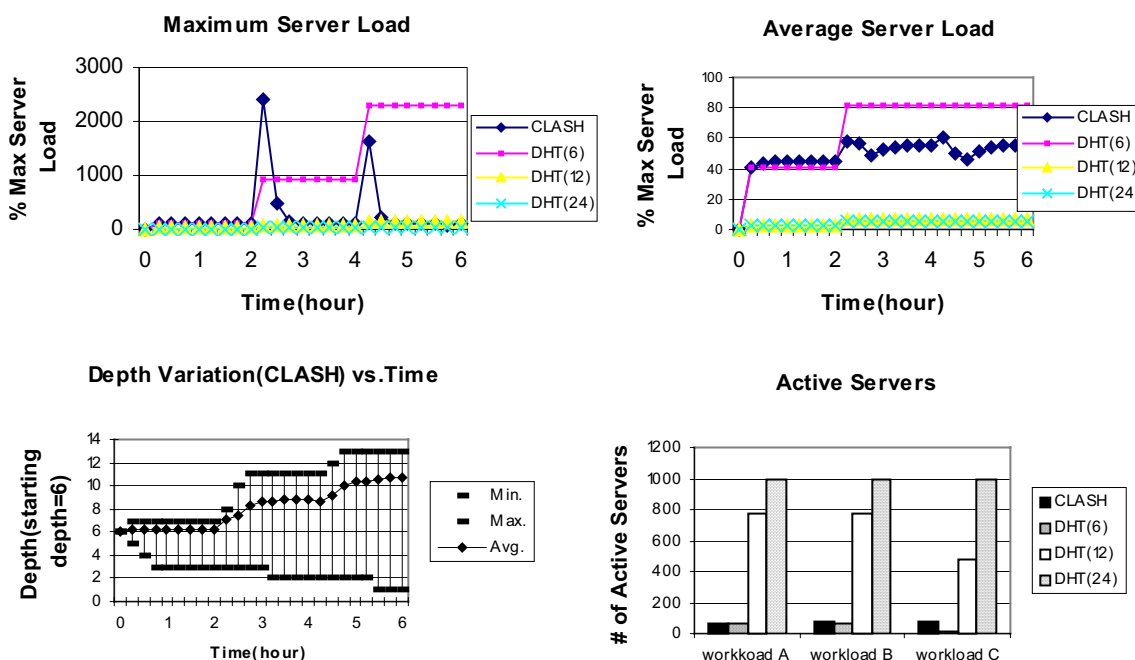 Maximum Server Load
% Max Server
Load
3000
2000
1000
0
0 1 2 3 4 5 6
Time(hour)
CLASH
DHT(6)
DHT(12)
DHT(24)
Average Server Load
% Max Server
Load
100
80
60
40
20
0
0 1 2 3 4 5 6
Time(hour)
CLASH
DHT(6)
DHT(12)
DHT(24
Depth Variation(CLASH) vs.Time
Depth(starting
depth=6)
14
12
10
8
6
4
2
0
0 1 2 3 4 5 6
Time(hour)
Min.
Max.
Avg.
Active Servers
# of Active Servers
1200
1000
800
600
400
200
0
workkoad A workload B workload C
CLASH
DHT(6)
DHT(12)
DHT(24)